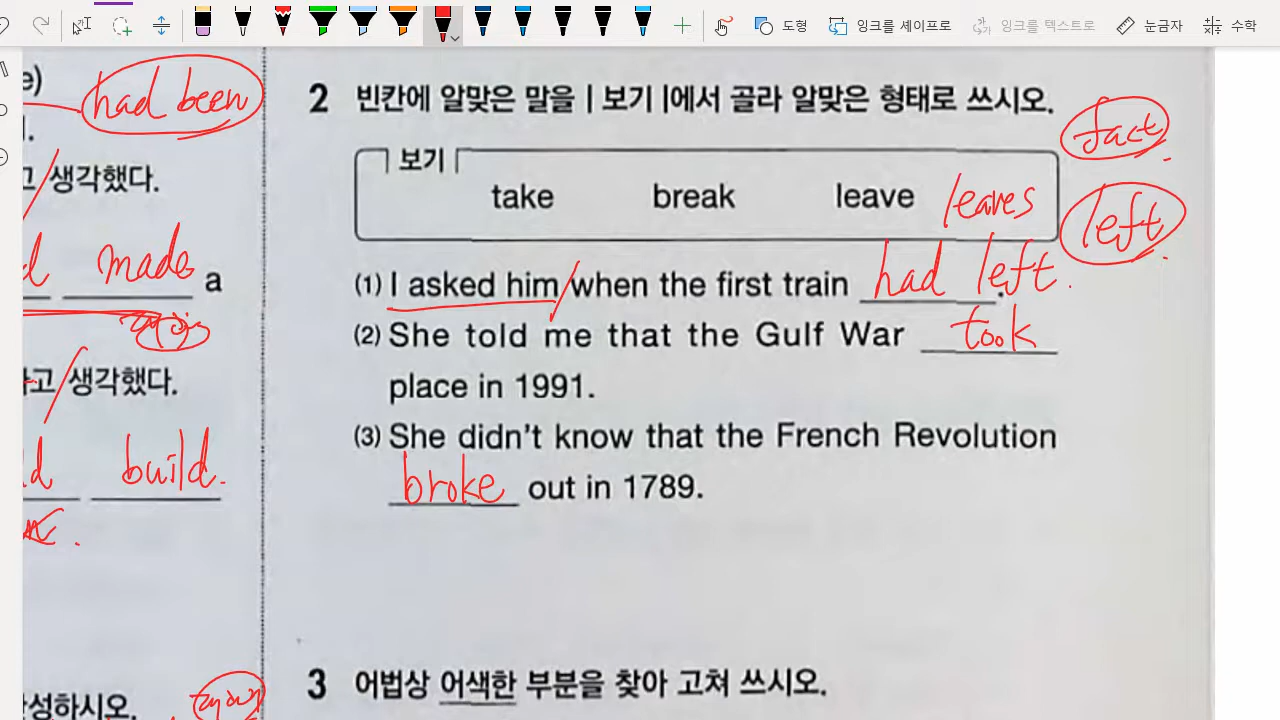 도형 잉크를 셰이프로 잉크를 텍스트로 눈금자 수학
e)
had been
고 생각했다.
made a
하고 생각했다.
build.
성하시오.
2 빈칸에 알맞은 말을 | 보기 |에서 골라 알맞은 형태로 쓰시오.
fact
보기
take break leave leaves
left
(1) I asked him/when the first train had left.
(2) She told me that the Gulf War took
place in 1991.
(3) She didn't know that the French Revolution
broke out in 1789.
3 어법상 어색한 부분을 찾아 고쳐 쓰시오.